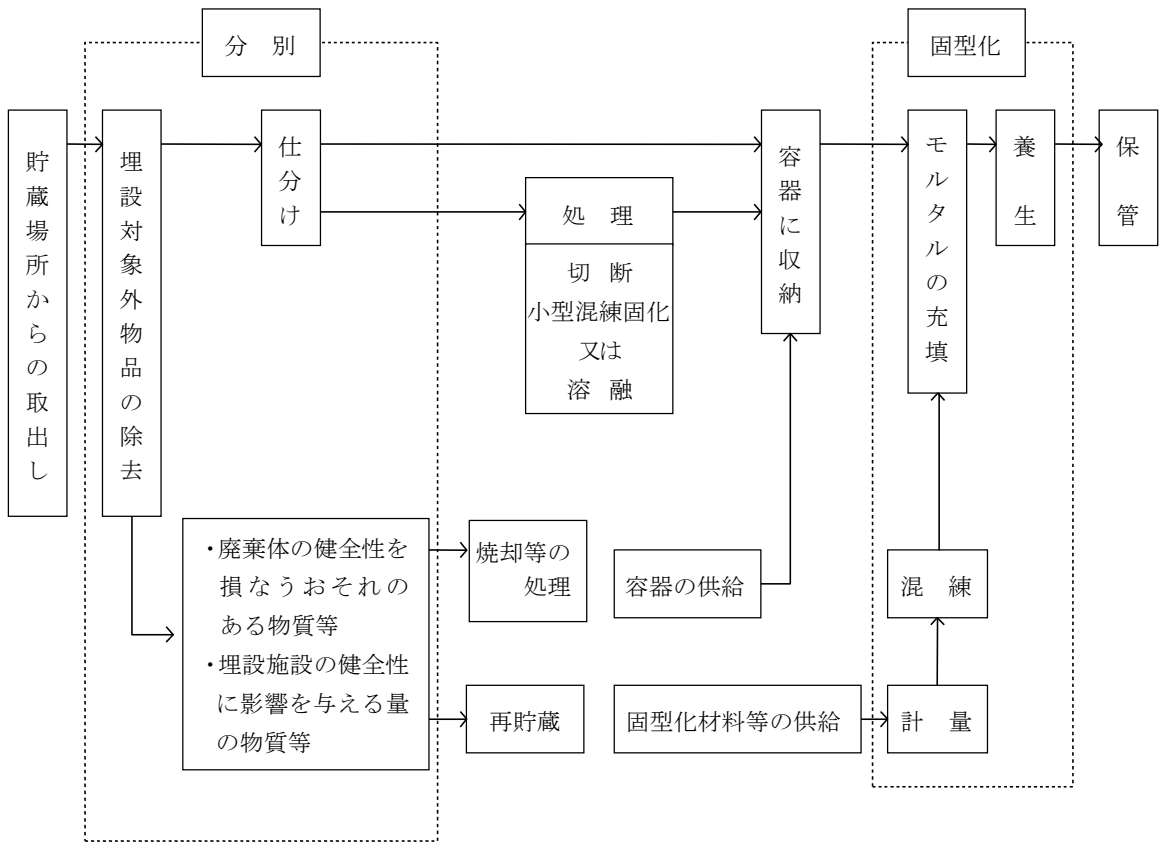 分 別
固型化
貯蔵場所からの取出し
埋設対象外物品の除去
仕分け
処 理
切 断
小型混練固化
又は
溶 融
容器に収納
モルタルの充填
養生
保管
・廃棄体の健全性を
損なうおそれの
ある物質等
・埋設施設の健全性
に影響を与える量
の物質等
焼却等の
処理
再貯蔵
容器の供給
固型化材料等の供給
混 練
計 量